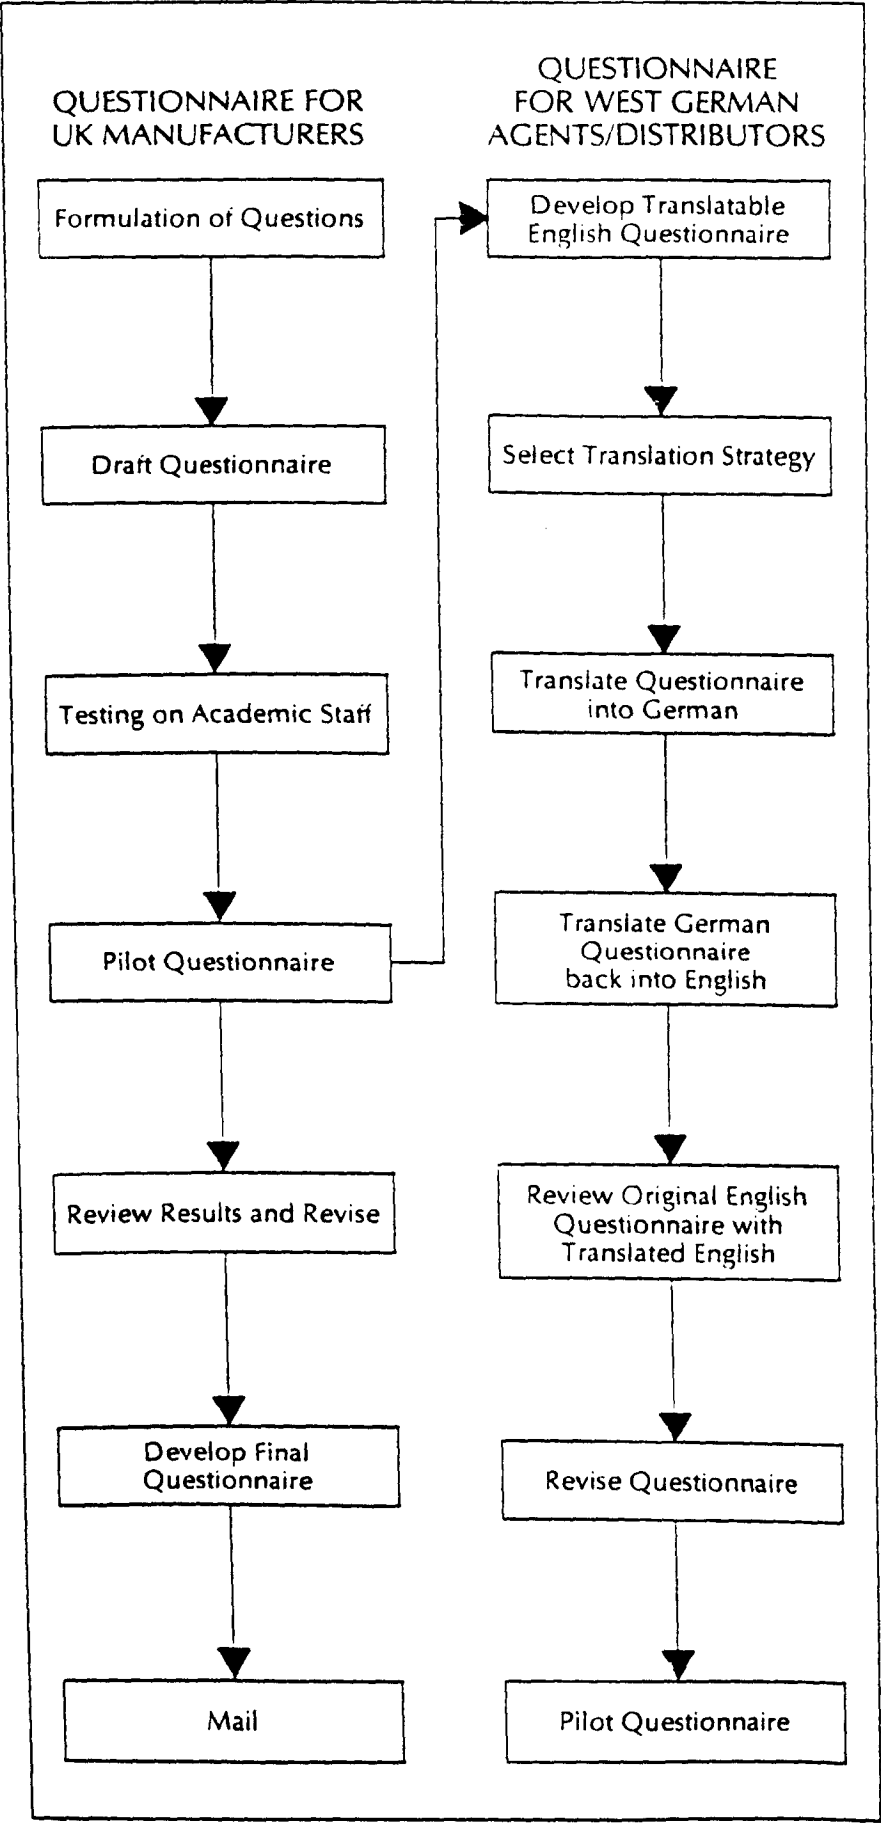 QUESTIONNAIRE FOR
UK MANUFACTURERS
Formulation of Questions
Draft Questionnaire
Testing on Academic Staff
Pilot Questionnaire
Review Results and Revise
Develop Final
Questionnaire
Mail
QUESTIONNAIRE
FOR WEST GERMAN
AGENTS/DISTRIBUTORS
Develop Translatable
English Questionnaire
Select Translation Strategy
Translate Questionnaire
into German
Translate German
Questionnaire
back into English
Review Original English
Questionnaire with
Translated English
Revise Questionnaire
Pilot Questionnaire